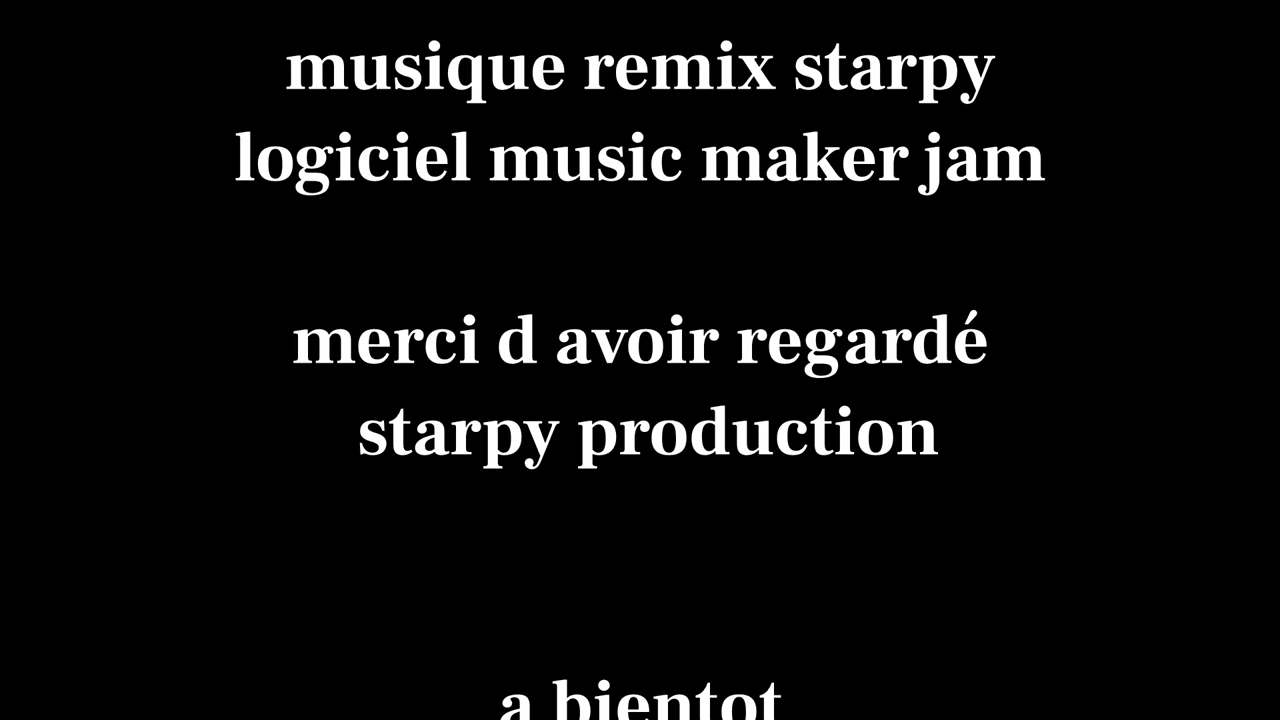 musique remix starpy
logiciel music maker jam
merci d avoir regardé
starpy production
a bientot